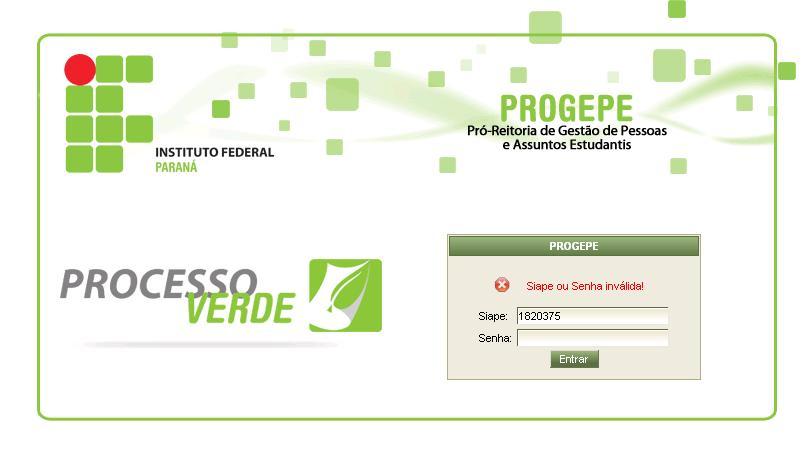 INSTITUTO FEDERAL
PARANÁ
PROGEPE
Pró-Reitoria de Gestão de Pessoas
e Assuntos Estudantis
PROCESSO
VERDE
PROGEPE
Siape ou Senha inválida!
Siape: 1820375
Senha:
Entrar